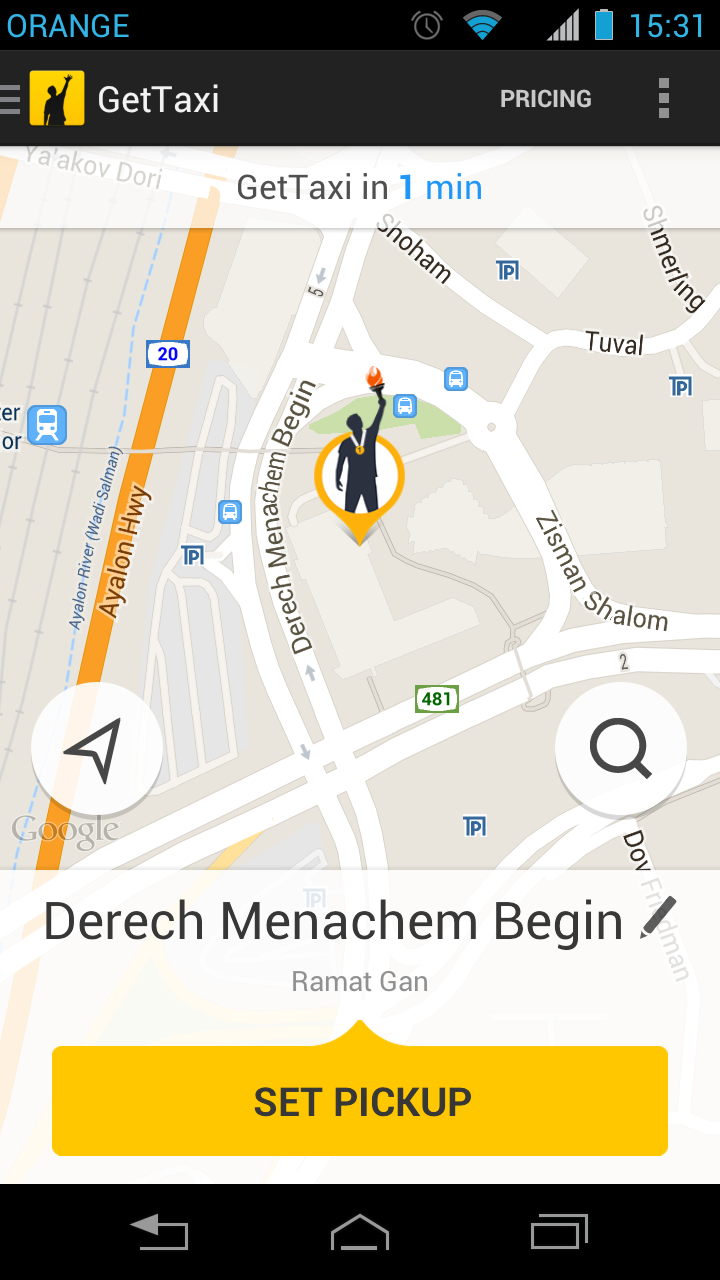 ORANGE 15:31
GetTaxi PRICING
Ya'akov Dori
GetTaxi in 1 min
Shoham
Shmerling
5
20
Tuval
Derech Menachem Begin
ter
or
Ayalon River (Wadi Salman)
Ayalon Hwy
Zisman Shalom
2
481
Google
Dov Friedman
Derech Menachem Begin
Ramat Gan
SET PICKUP